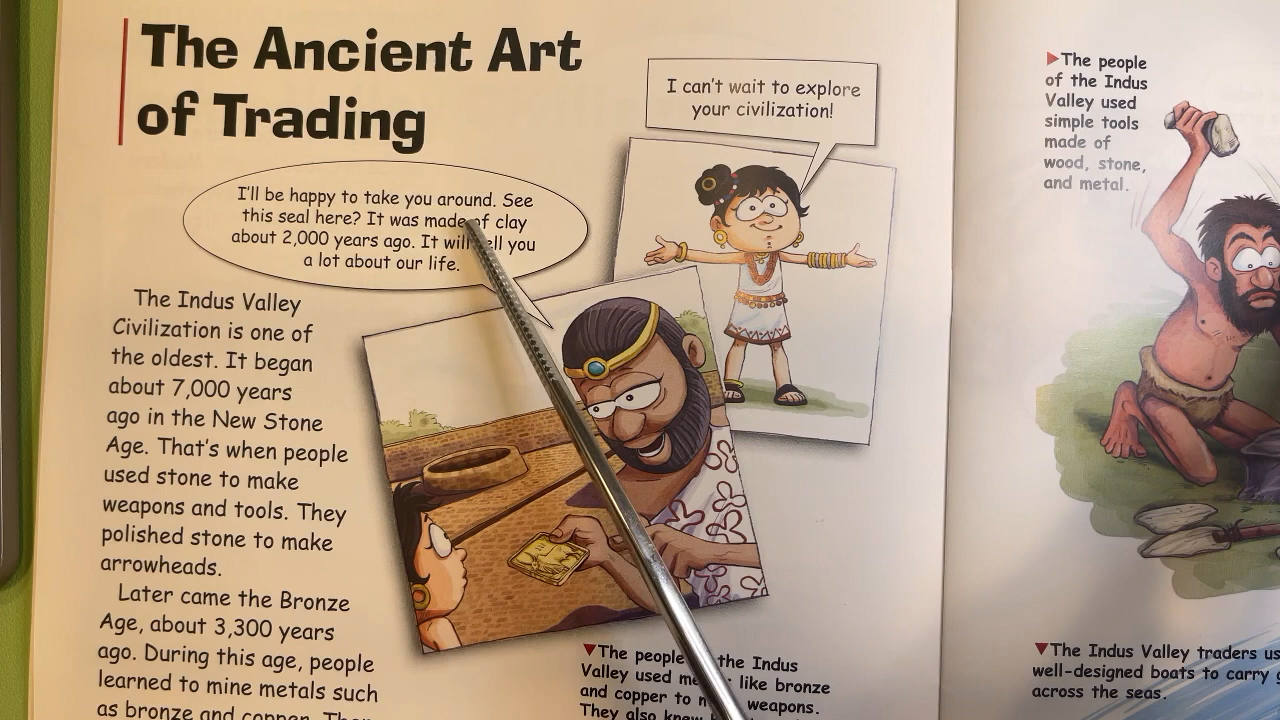 The Ancient Art
of Trading
I can't wait to explore
your civilization!
I'll be happy to take you around. See
this seal here? It was made of clay
about 2,000 years ago. It will tell you
a lot about our life.
The Indus Valley
Civilization is one of
the oldest. It began
about 7,000 years
ago in the New Stone
Age. That's when people
used stone to make
weapons and tools. They
polished stone to make
arrowheads.
Later came the Bronze
Age, about 3,300 years
ago. During this age, people
learned to mine metals such
as bronze and copper.
▼The people the Indus
Valley used like bronze
and copper to weapons.
They also knew
▶The people
of the Indus
Valley used
simple tools
made of
wood, stone,
and metal.
▼The Indus Valley traders
well-designed boats to carry
across the seas.